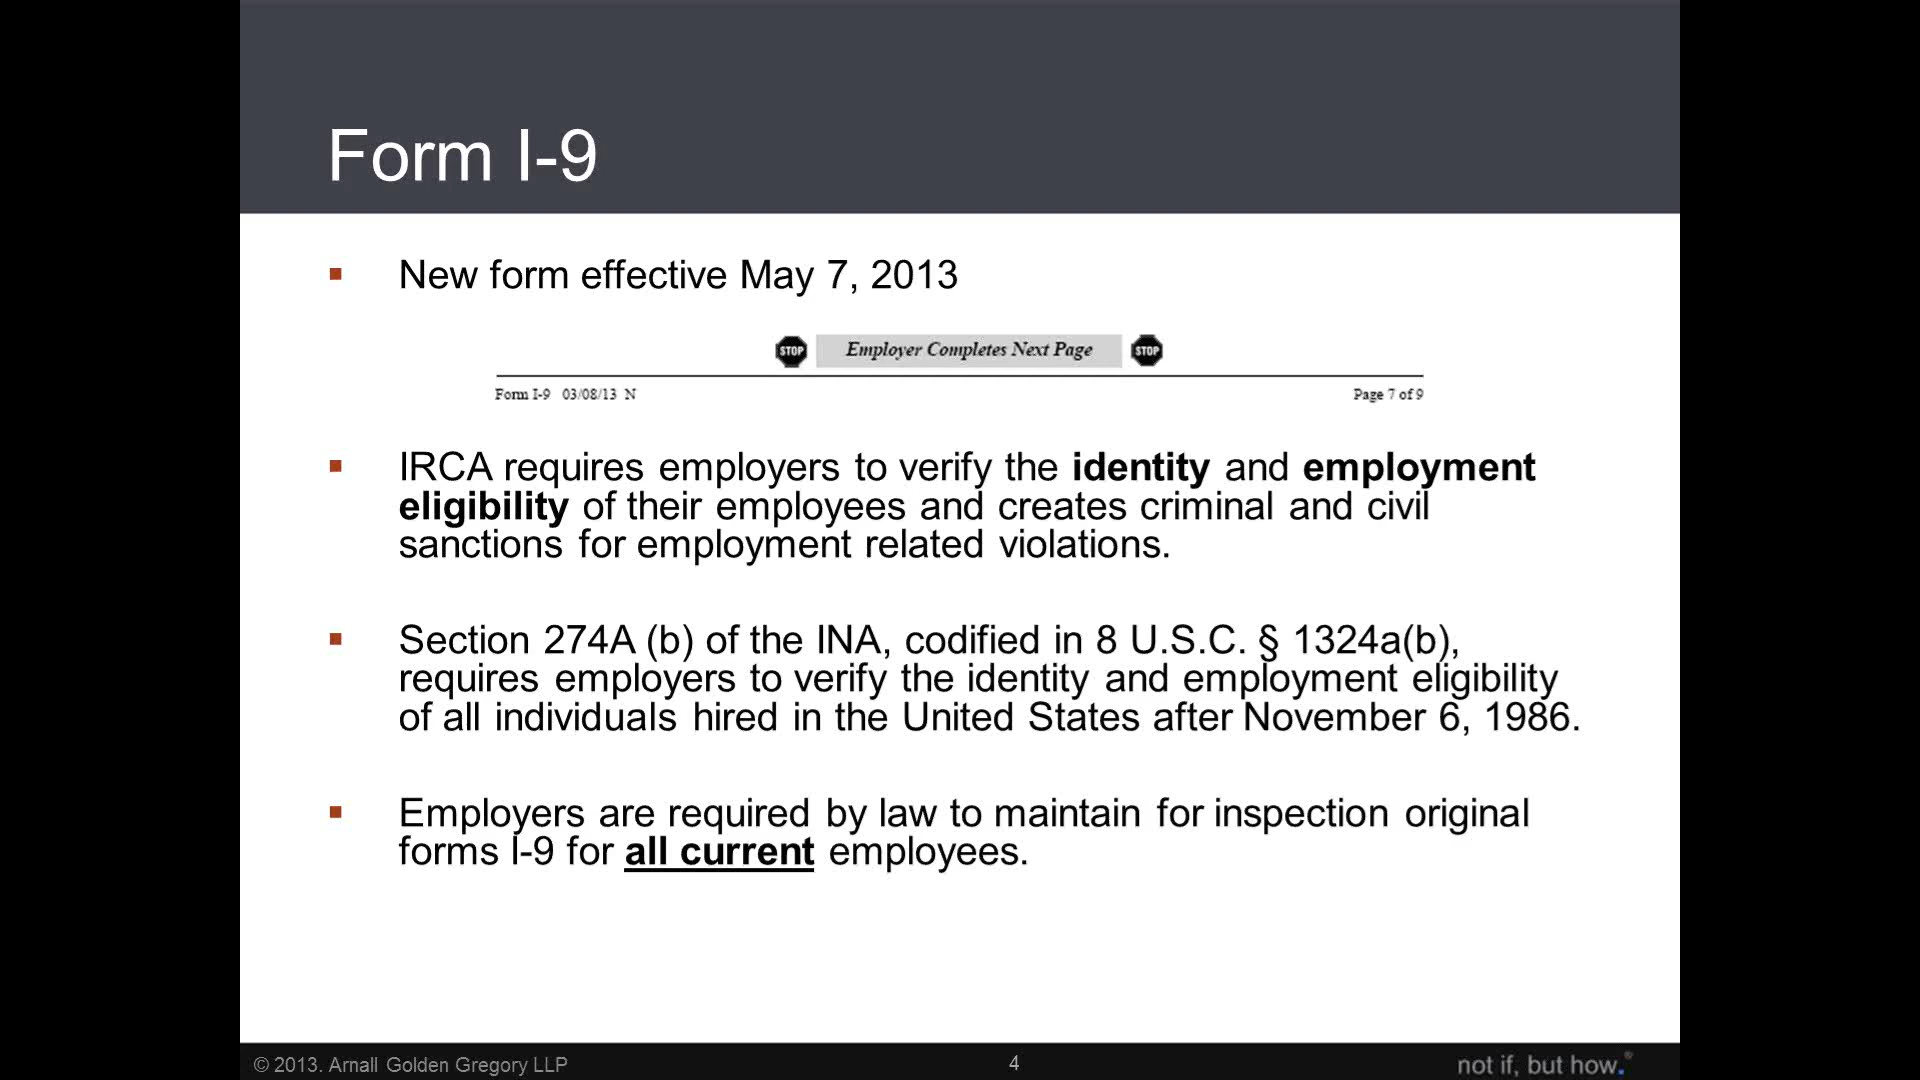 Form I-9
▪ New form effective May 7, 2013
STOP Employer Completes Next Page STOP
Form I-9 03/08/13 N Page 7 of 9
▪ IRCA requires employers to verify the identity and employment
eligibility of their employees and creates criminal and civil
sanctions for employment related violations.
▪ Section 274A (b) of the INA, codified in 8 U.S.C. § 1324a(b),
requires employers to verify the identity and employment eligibility
of all individuals hired in the United States after November 6, 1986.
▪ Employers are required by law to maintain for inspection original
forms I-9 for all current employees.
© 2013. Arnall Golden Gregory LLP 4 not if, but how.®